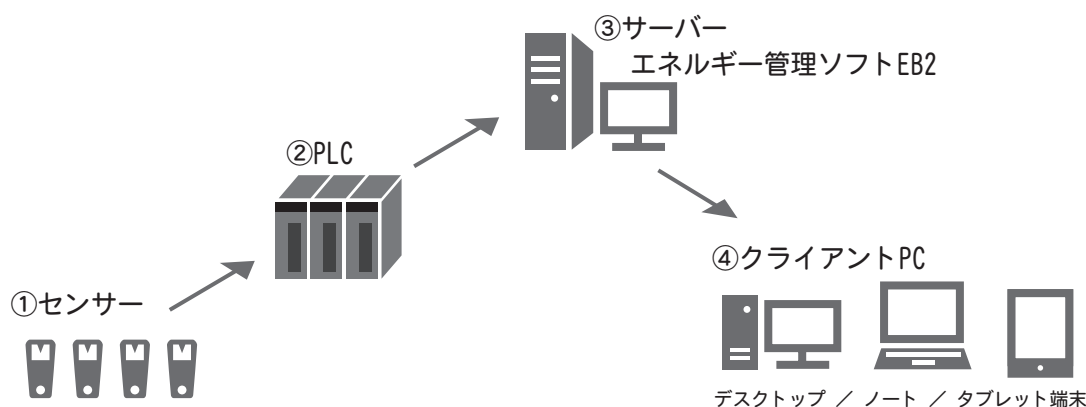 ③サーバー
エネルギー管理ソフトEB2
②PLC
④クライアントPC
①センサー
デスクトップ / ノート / タブレット端末